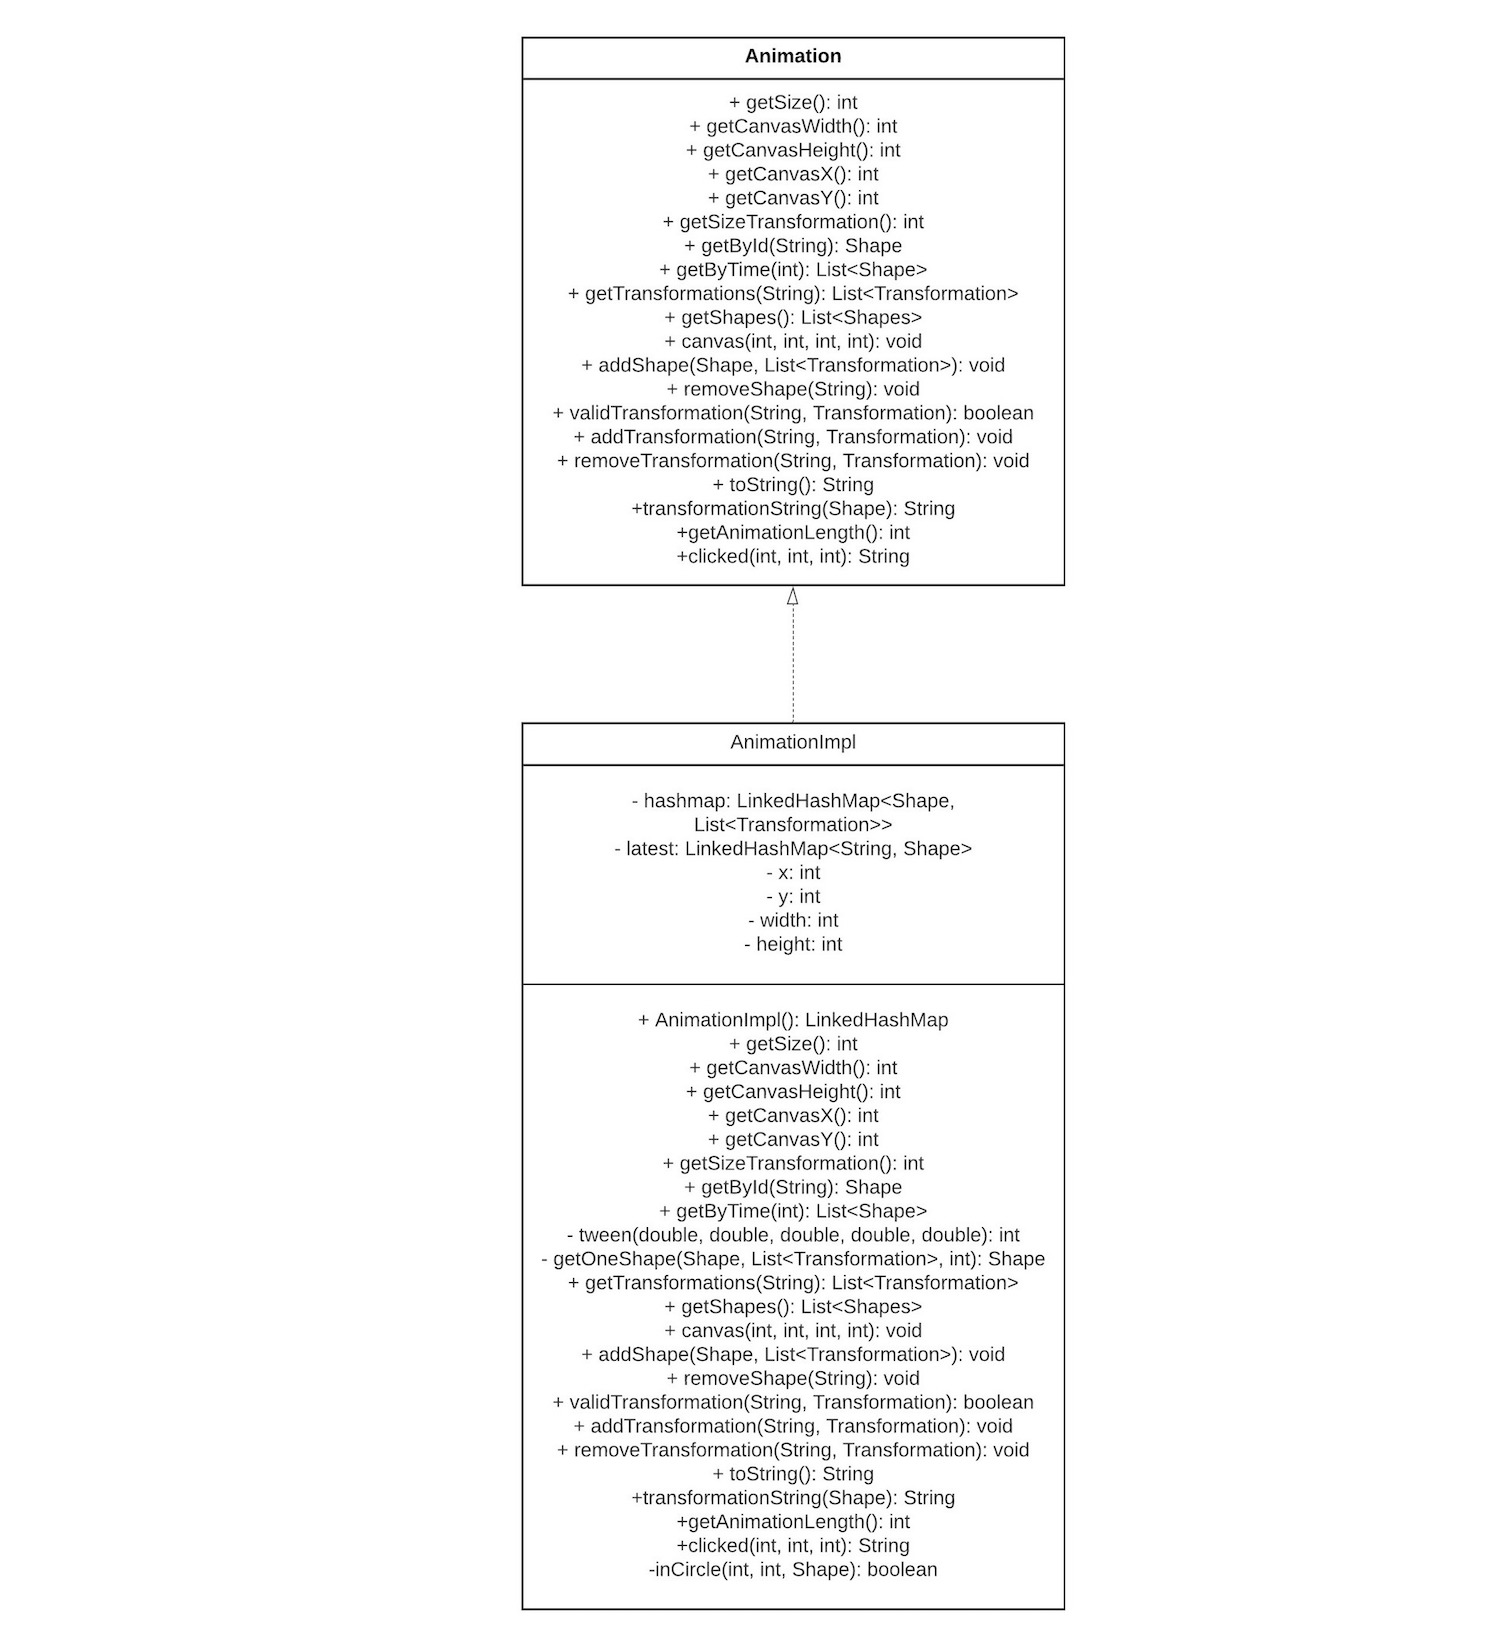 Animation
+ getSize(): int
+ getCanvasWidth(): int
+ getCanvasHeight(): int
+ getCanvasX(): int
+ getCanvasY(): int
+ getSizeTransformation(): int
+ getById(String): Shape
+ getByTime(int): List<Shape>
+ getTransformations(String): List<Transformation>
+ getShapes(): List<Shapes>
+ canvas(int, int, int, int): void
+ addShape(Shape, List<Transformation>): void
+ removeShape(String): void
+ validTransformation(String, Transformation): boolean
+ addTransformation(String, Transformation): void
+ removeTransformation(String, Transformation): void
+ toString(): String
+transformationString(Shape): String
+getAnimationLength(): int
+clicked(int, int, int): String
AnimationImpl
- hashmap: LinkedHashMap<Shape,
List<Transformation>>
- latest: LinkedHashMap<String, Shape>
- x: int
- y: int
- width: int
- height: int
+ AnimationImpl(): LinkedHashMap
+ getSize(): int
+ getCanvasWidth(): int
+ getCanvasHeight(): int
+ getCanvasX(): int
+ getCanvasY(): int
+ getSizeTransformation(): int
+ getById(String): Shape
+ getByTime(int): List<Shape>
- tween(double, double, double, double, double): int
- getOneShape(Shape, List<Transformation>, int): Shape
+ getTransformations(String): List<Transformation>
+ getShapes(): List<Shapes>
+ canvas(int, int, int, int): void
+ addShape(Shape, List<Transformation>): void
+ removeShape(String): void
+ validTransformation(String, Transformation): boolean
+ addTransformation(String, Transformation): void
+ removeTransformation(String, Transformation): void
+ toString(): String
+transformationString(Shape): String
+getAnimationLength(): int
+clicked(int, int, int): String
-inCircle(int, int, Shape): boolean